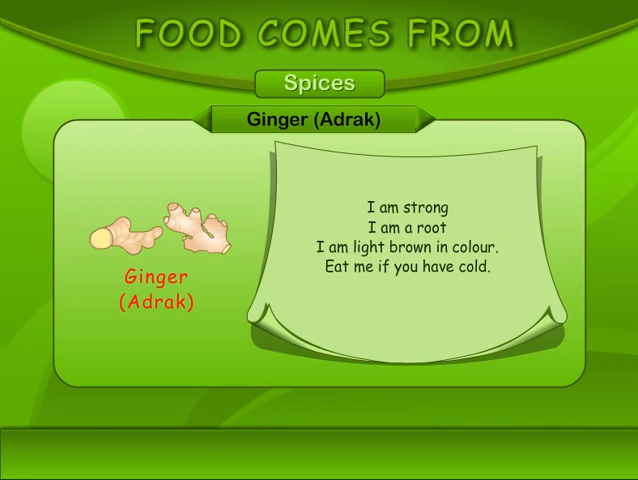 FOOD COMES FROM
Spices
Ginger (Adrak)
I am strong
I am a root
I am light brown in colour.
Eat me if you have cold.
Ginger
(Adrak)